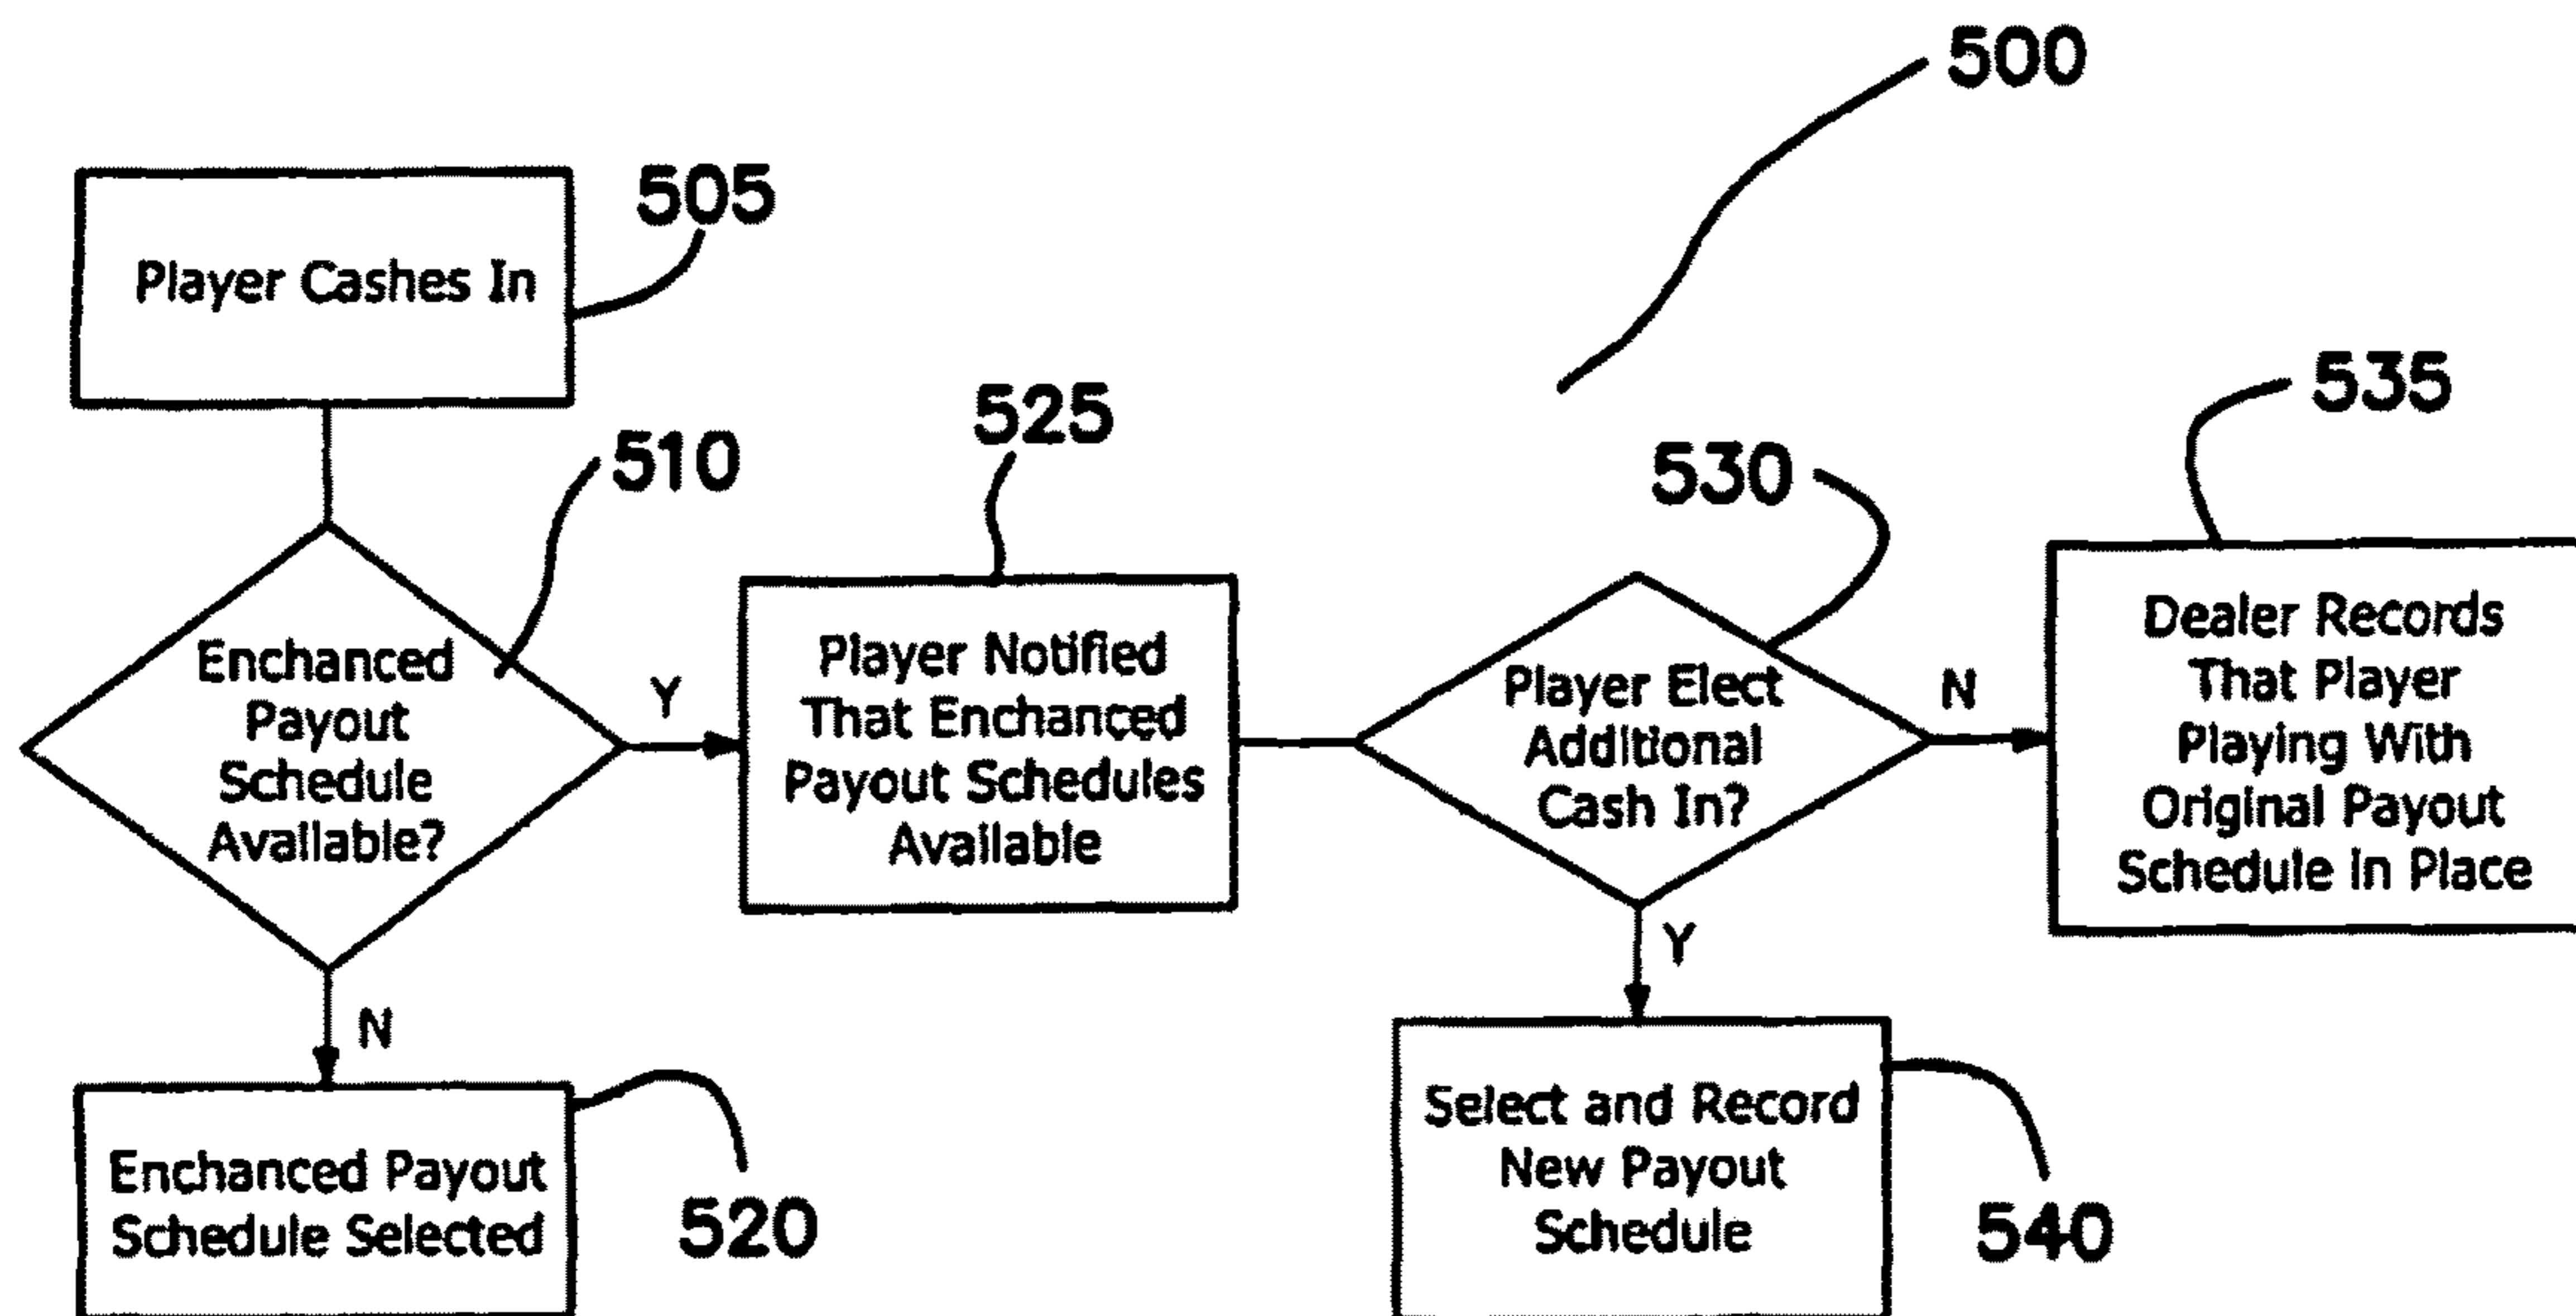 500
505
Player Cashes In
510
Enchanced
Payout
Schedule
Available?
Y
N
525
Player Notified
That Enchanced
Payout Schedules
Available
530
Player Elect
Additional
Cash In?
N
Y
535
Dealer Records
That Player
Playing With
Original Payout
Schedule in Place
Enchanced Payout
Schedule Selected
520
Select and Record
New Payout
Schedule
540